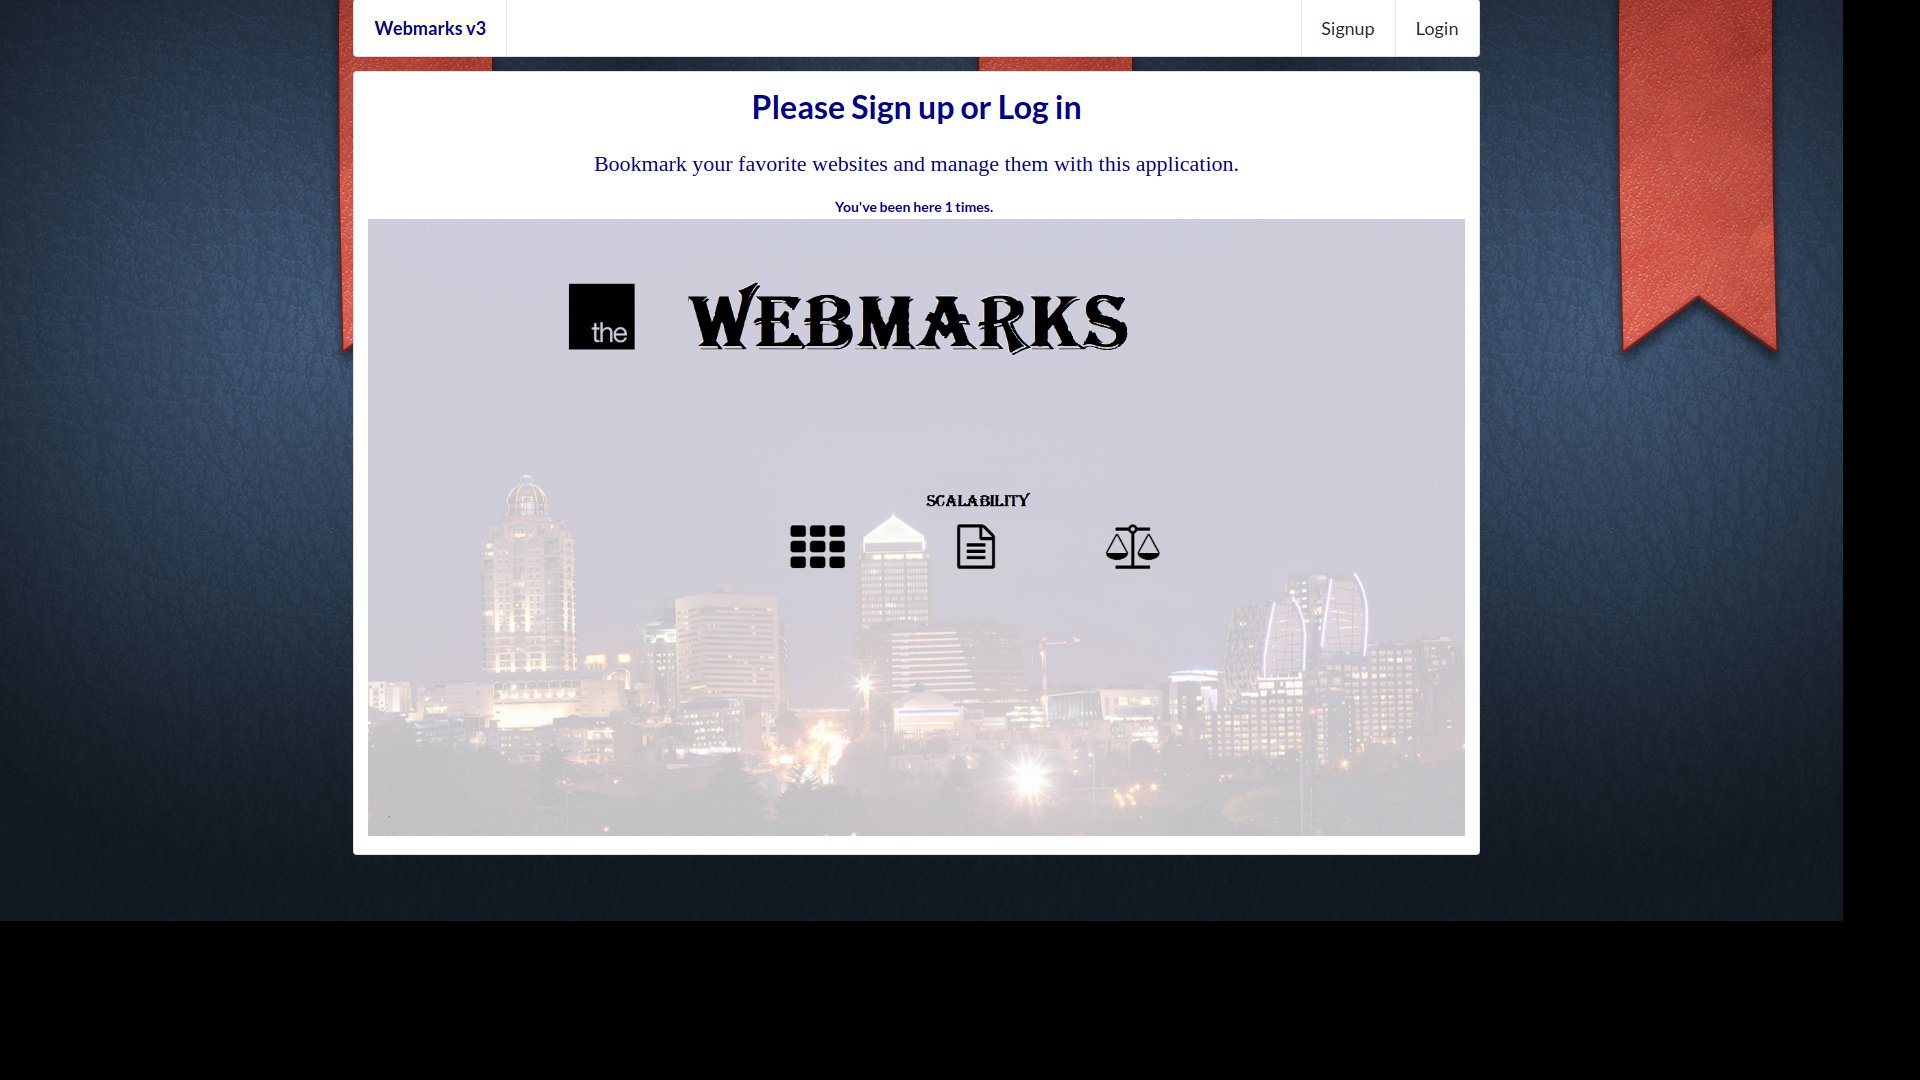 Webmarks v3
Signup
Login
Please Sign up or Log in
Bookmark your favorite websites and manage them with this application.
You've been here 1 times.
the
WEBMARKS
SCALABILITY